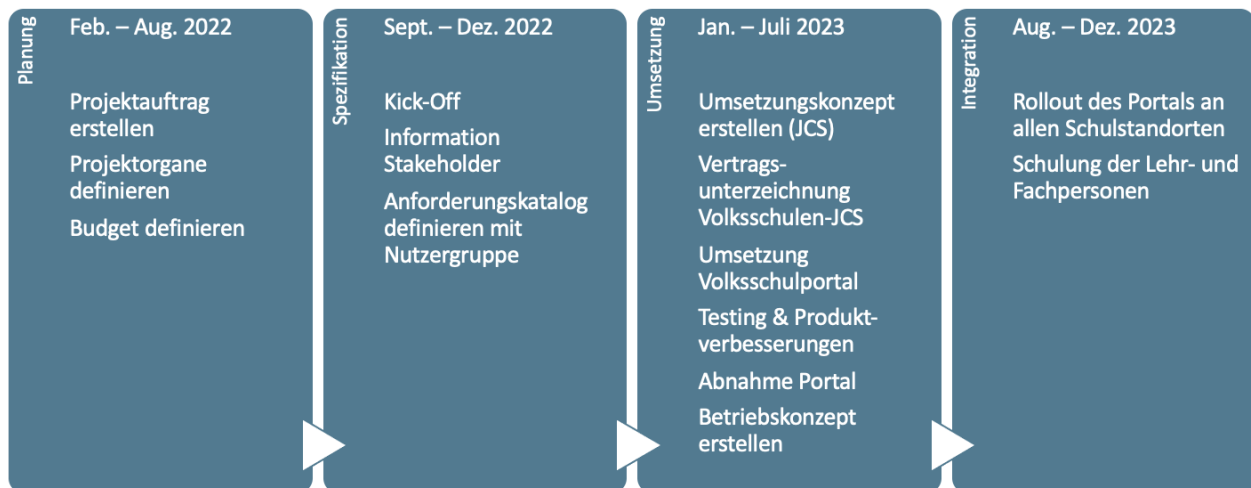 Planung
Feb. – Aug. 2022
Projektauftrag
erstellen
Projektorgane
definieren
Budget definieren
Spezifikation
Sept. – Dez. 2022
Kick-Off
Information
Stakeholder
Anforderungskatalog
definieren mit
Nutzergruppe
Umsetzung
Jan. – Juli 2023
Umsetzungskonzept
erstellen (JCS)
Vertrags-
unterzeichnung
Volksschulen-JCS
Umsetzung
Volksschulportal
Testing & Produkt-
verbesserungen
Abnahme Portal
Betriebskonzept
erstellen
Integration
Aug. – Dez. 2023
Rollout des Portals an
allen Schulstandorten
Schulung der Lehr- und
Fachpersonen